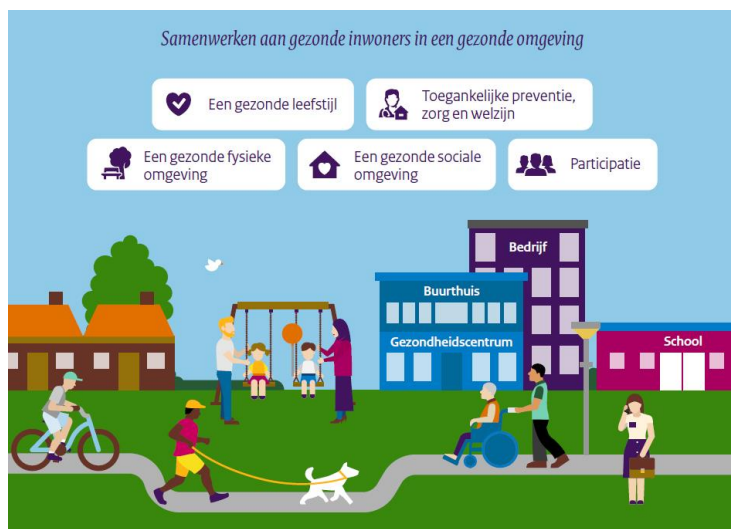 Samenwerken aan gezonde inwoners in een gezonde omgeving
Een gezonde leefstijl
Toegankelijke preventie,
zorg en welzijn
Een gezonde fysieke
omgeving
Een gezonde sociale
omgeving
Participatie
Bedrijf
Buurthuis
Gezondheidscentrum
School